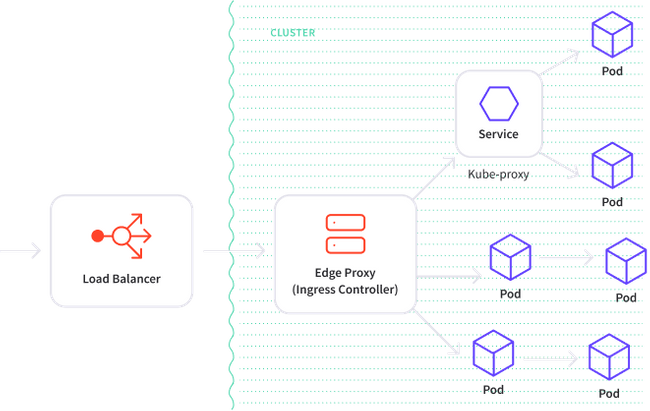 CLUSTER
Pod
Service
Kube-proxy
Pod
Load Balancer
Edge Proxy
(Ingress Controller)
Pod
Pod
Pod
Pod